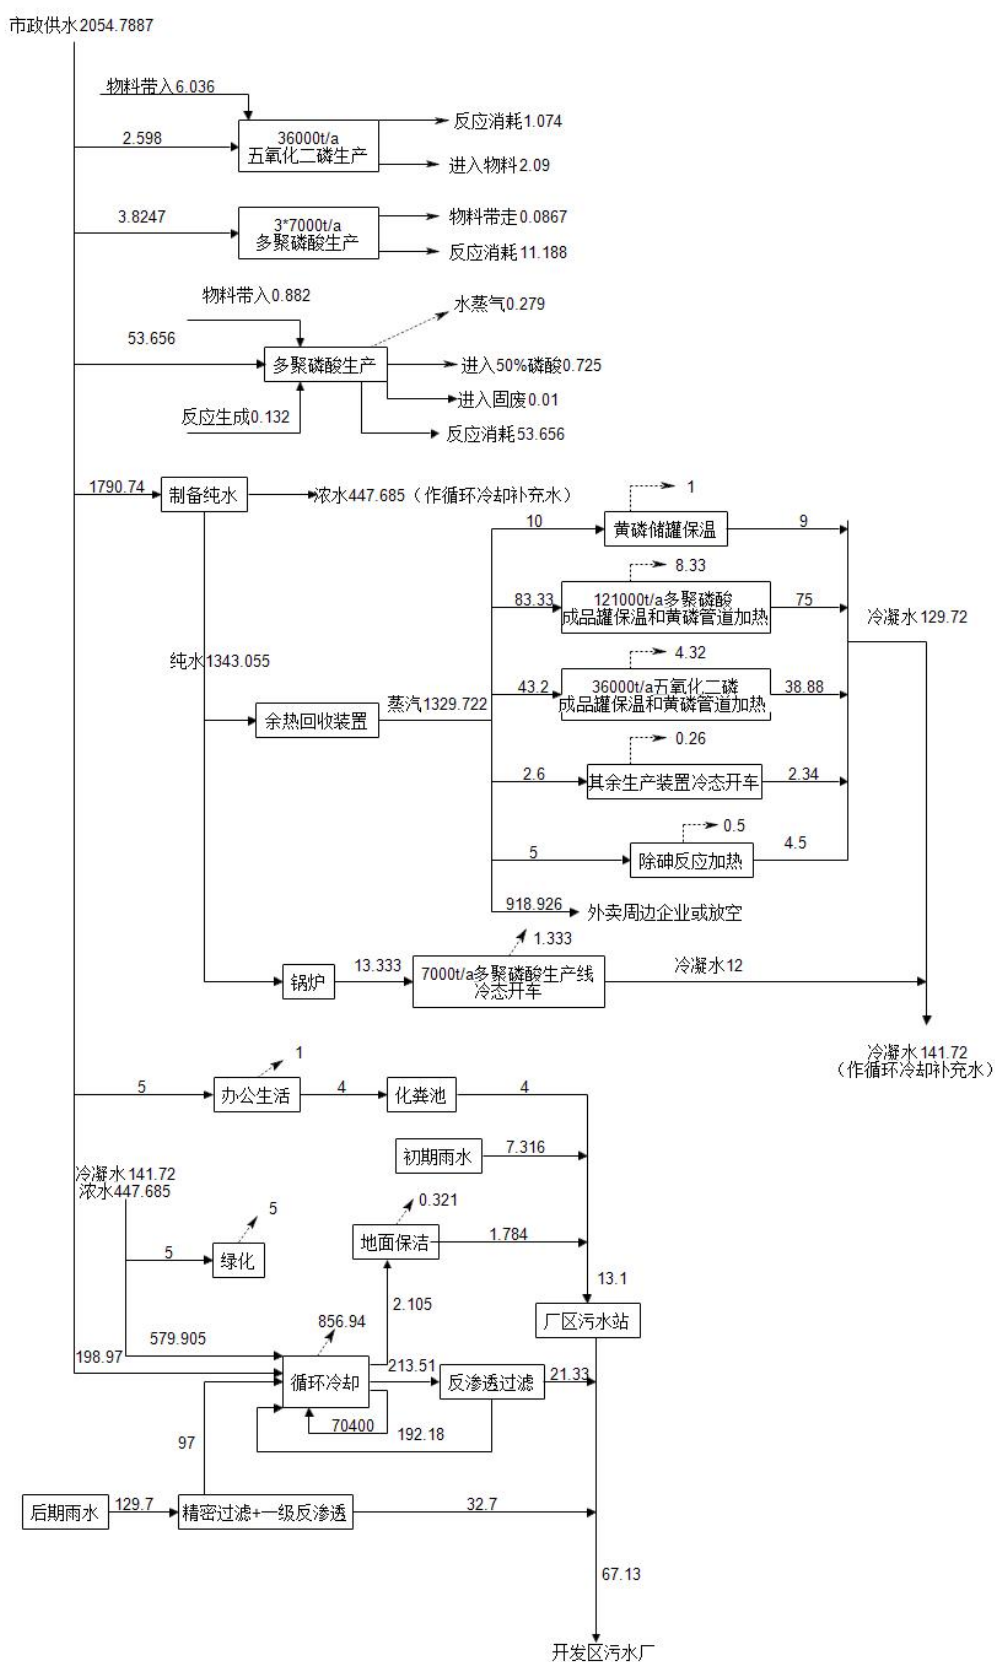 市政供水2054.7887
物料带入6.036
2.598
36000t/a
五氧化二磷生产
反应消耗1.074
进入物料2.09
3.8247
3*7000t/a
多聚磷酸生产
物料带走0.0867
反应消耗11.188
物料带入0.882
水蒸气0.279
53.656
多聚磷酸生产
进入50%磷酸0.725
进入固废0.01
反应生成0.132
反应消耗53.656
1790.74
制备纯水
浓水447.685（作循环冷却补充水）
1
10
黄磷储罐保温
9
8.33
83.33
121000t/a多聚磷酸
成品罐保温和黄磷管道加热
75
冷凝水129.72
纯水1343.055
4.32
43.2
36000t/a五氧化二磷
成品罐保温和黄磷管道加热
38.88
余热回收装置
蒸汽1329.722
0.26
2.6
其余生产装置冷态开车
2.34
0.5
5
除砷反应加热
4.5
918.926
外卖周边企业或放空
1.333
锅炉
13.333
7000t/a多聚磷酸生产线
冷态开车
冷凝水12
冷凝水141.72
（作循环冷却补充水）
1
5
办公生活
4
化粪池
4
初期雨水
7.316
冷凝水141.72
浓水447.685
0.321
5
地面保洁
1.784
5
绿化
13.1
2.105
厂区污水站
856.94
579.905
198.97
循环冷却
213.51
反渗透过滤
21.33
70400
192.18
97
后期雨水
129.7
精密过滤+一级反渗透
32.7
67.13
开发区污水厂